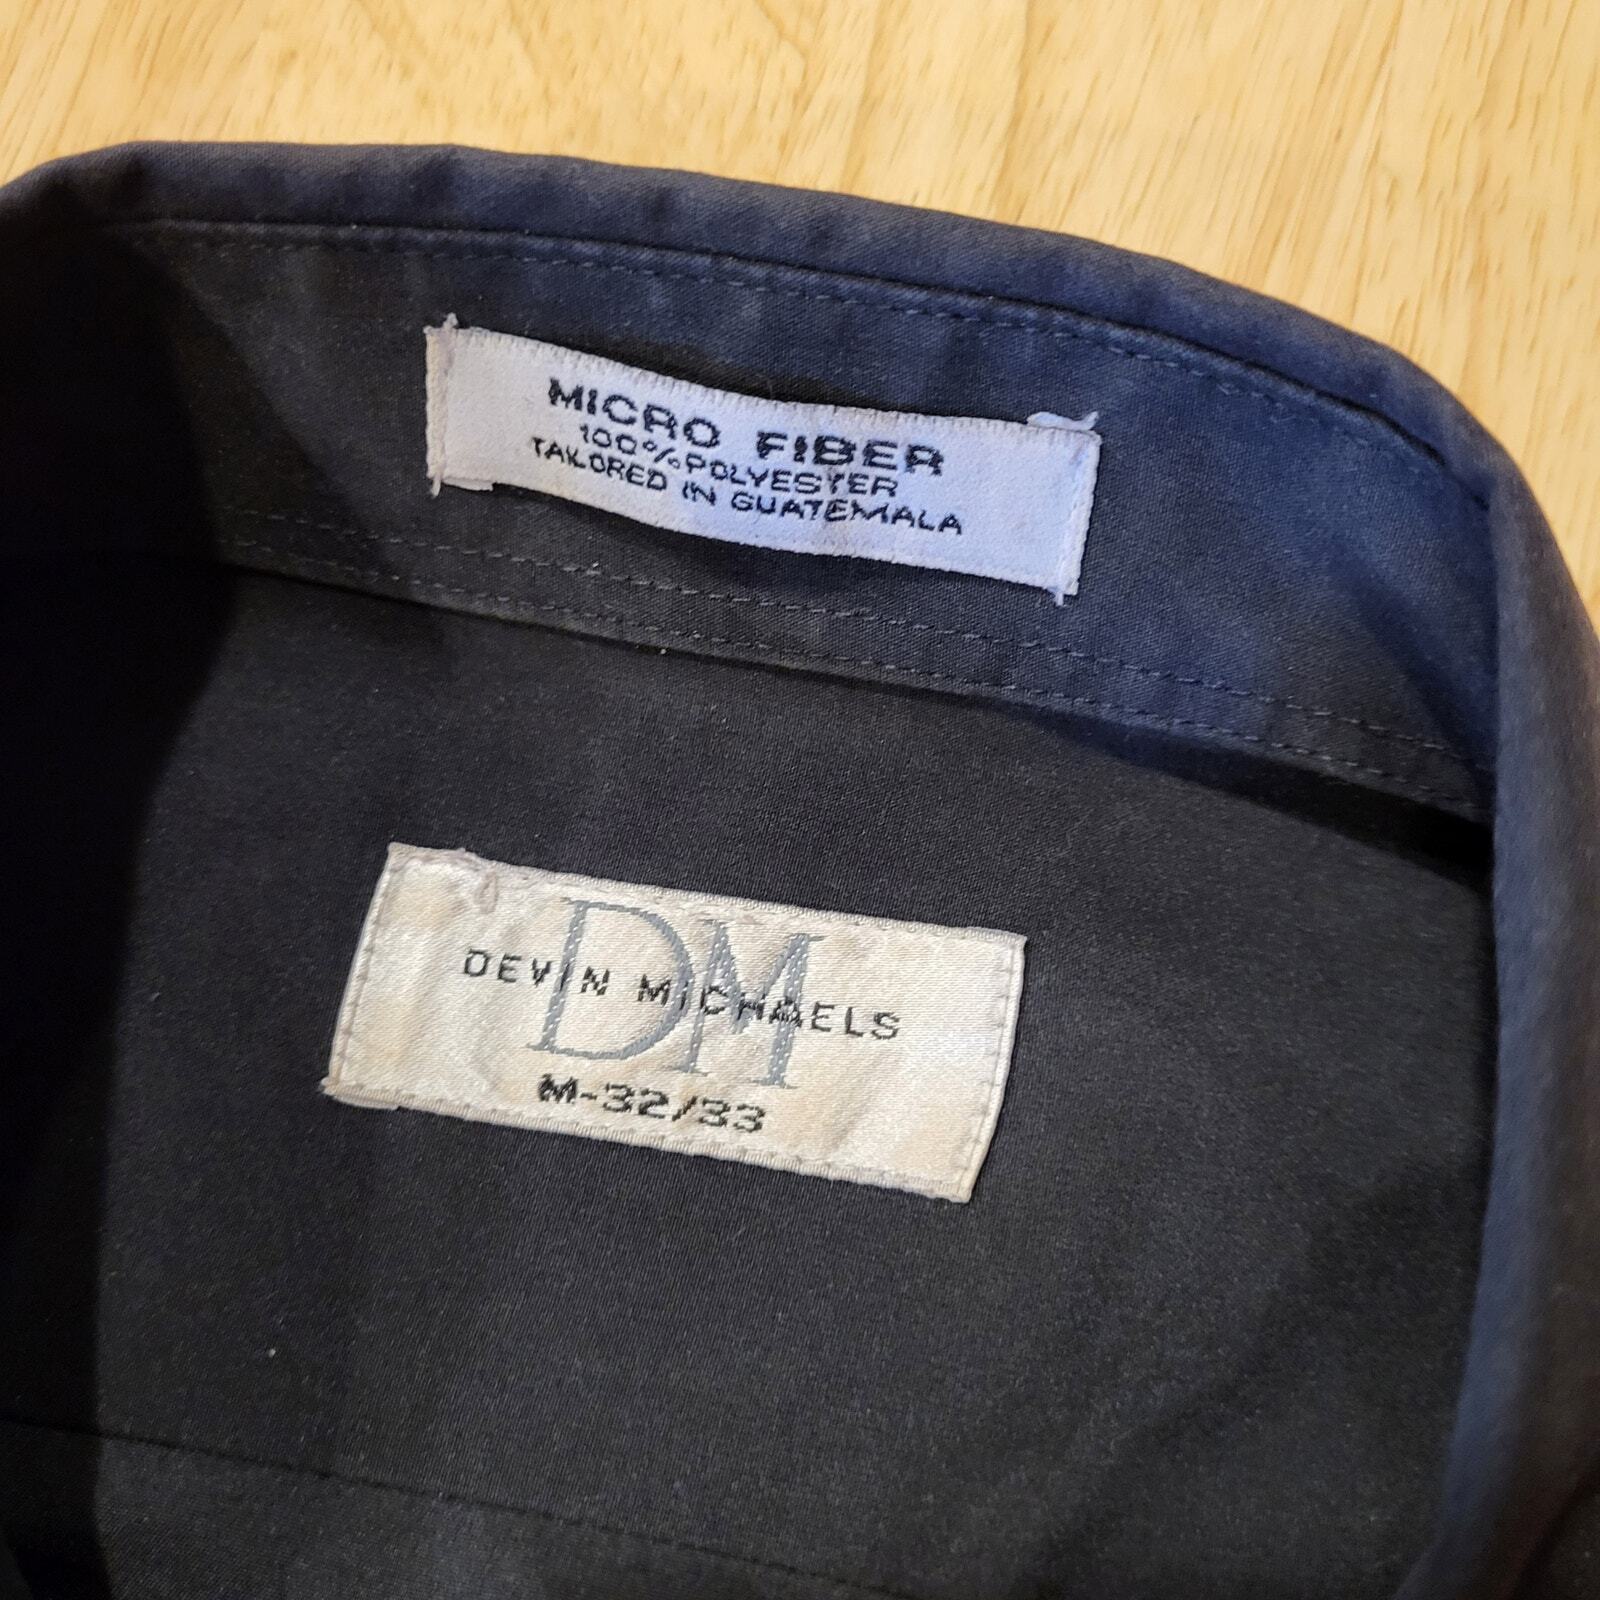 MICRO FIBER
100% POLYESTER
TAILORED IN GUATEMALA
DM
DEVIN MICHAELS
M-32/33